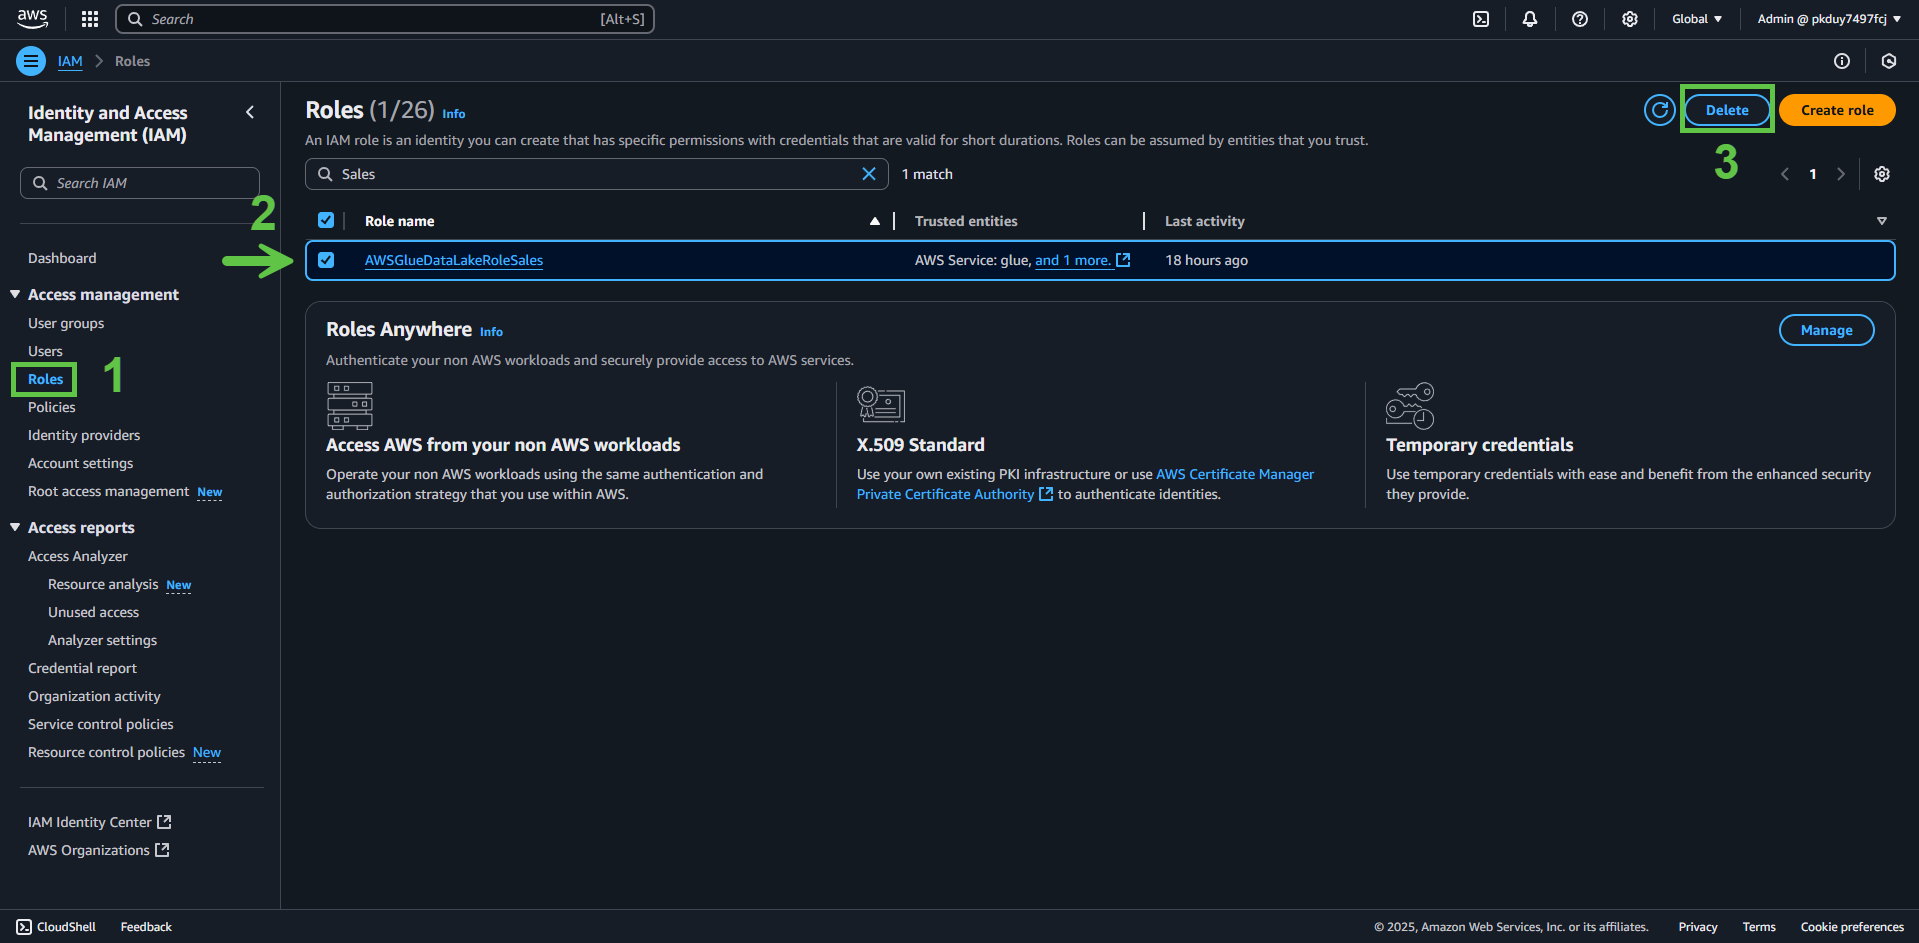 aws
Search [Alt+S]
Global
Admin @ pkduy7497fcj
IAM
Roles
Identity and Access
Management (IAM)
Search IAM
Dashboard
Access management
User groups
Users
Roles
1
Policies
Identity providers
Account settings
Root access management New
Access reports
Access Analyzer
Resource analysis New
Unused access
Analyzer settings
Credential report
Organization activity
Service control policies
Resource control policies New
IAM Identity Center
AWS Organizations
Roles (1/26) Info
Delete
Create role
An IAM role is an identity you can create that has specific permissions with credentials that are valid for short durations. Roles can be assumed by entities that you trust.
3
Sales
1 match
1
2
Role name Trusted entities Last activity
AWSGlueDataLakeRoleSales AWS Service: glue, and 1 more. 18 hours ago
Roles Anywhere Info
Manage
Authenticate your non AWS workloads and securely provide access to AWS services.
Access AWS from your non AWS workloads
Operate your non AWS workloads using the same authentication and
authorization strategy that you use within AWS.
X.509 Standard
Use your own existing PKI infrastructure or use AWS Certificate Manager
Private Certificate Authority to authenticate identities.
Temporary credentials
Use temporary credentials with ease and benefit from the enhanced security
they provide.
CloudShell Feedback
© 2025, Amazon Web Services, Inc. or its affiliates. Privacy Terms Cookie preferences